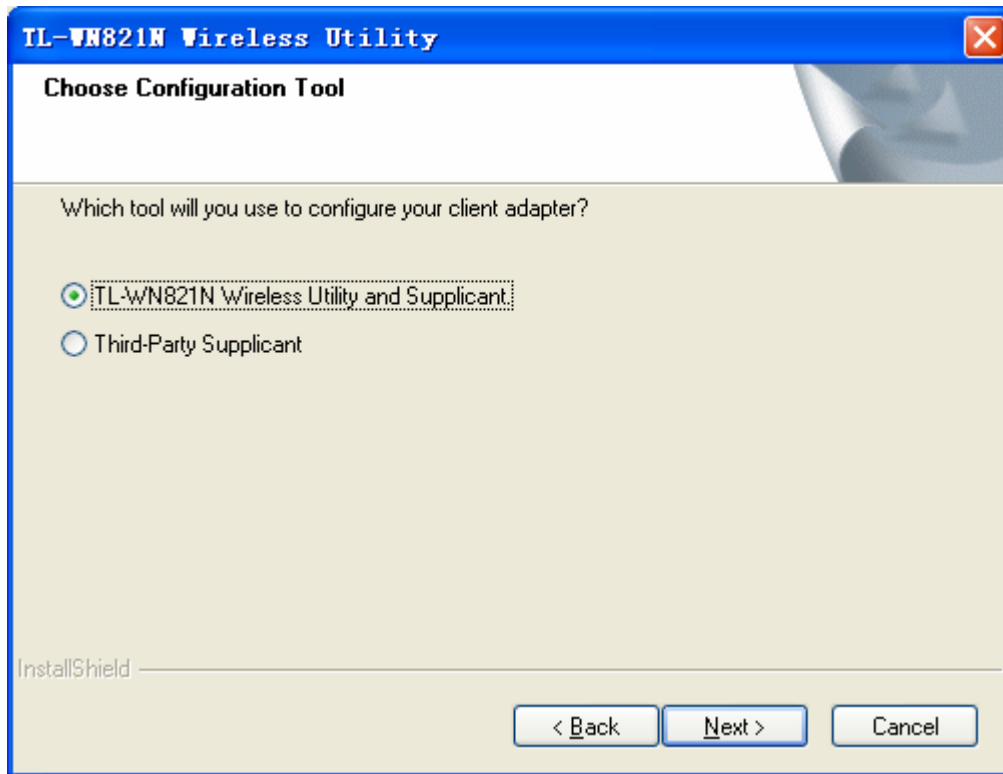 TL-WN821N Wireless Utility
Choose Configuration Tool
Which tool will you use to configure your client adapter?
TL-WN821N Wireless Utility and Supplicant.
Third-Party Supplicant
InstallShield
< Back Next > Cancel